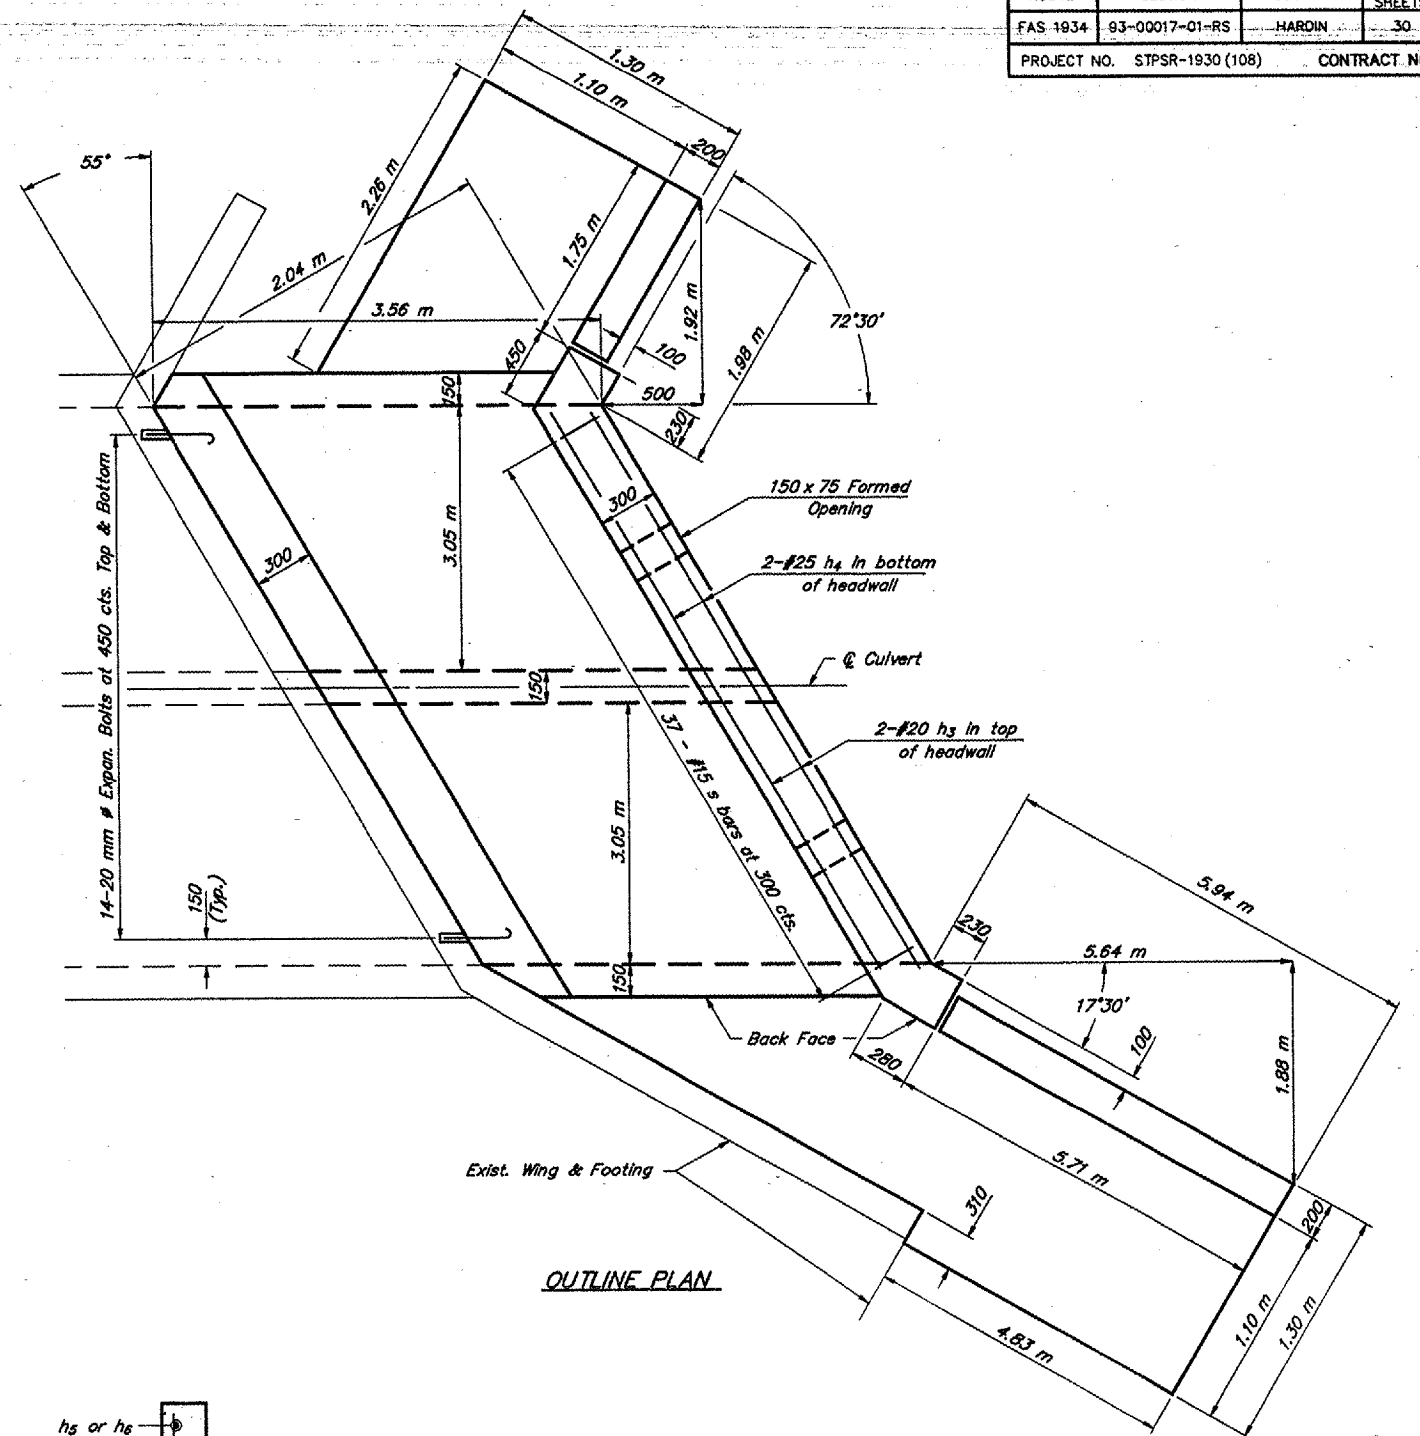 SHEETS
FAS 1934 93-00017-01-RS HARDIN 30
PROJECT NO. STPSR-1930 (108) CONTRACT N
1.30 m
1.10 m
200
55°
2.26 m
1.75 m
2.04 m
3.56 m
1.92 m
72°30'
1.98 m
450
100
150
500
230
14-20 mm ø Expan. Bolts at 450 cts. Top & Bottom
300
3.05 m
300
150 x 75 Formed
Opening
2-#25 h4 in bottom
of headwall
℄ Culvert
150
37 - #15 s bars at 300 cts.
2-#20 h3 in top
of headwall
3.05 m
150
(Typ.)
150
5.94 m
230
5.64 m
17°30'
100
1.88 m
Back Face
280
5.71 m
Exist. Wing & Footing
310
200
1.10 m
1.30 m
4.83 m
OUTLINE PLAN
h5 or h6